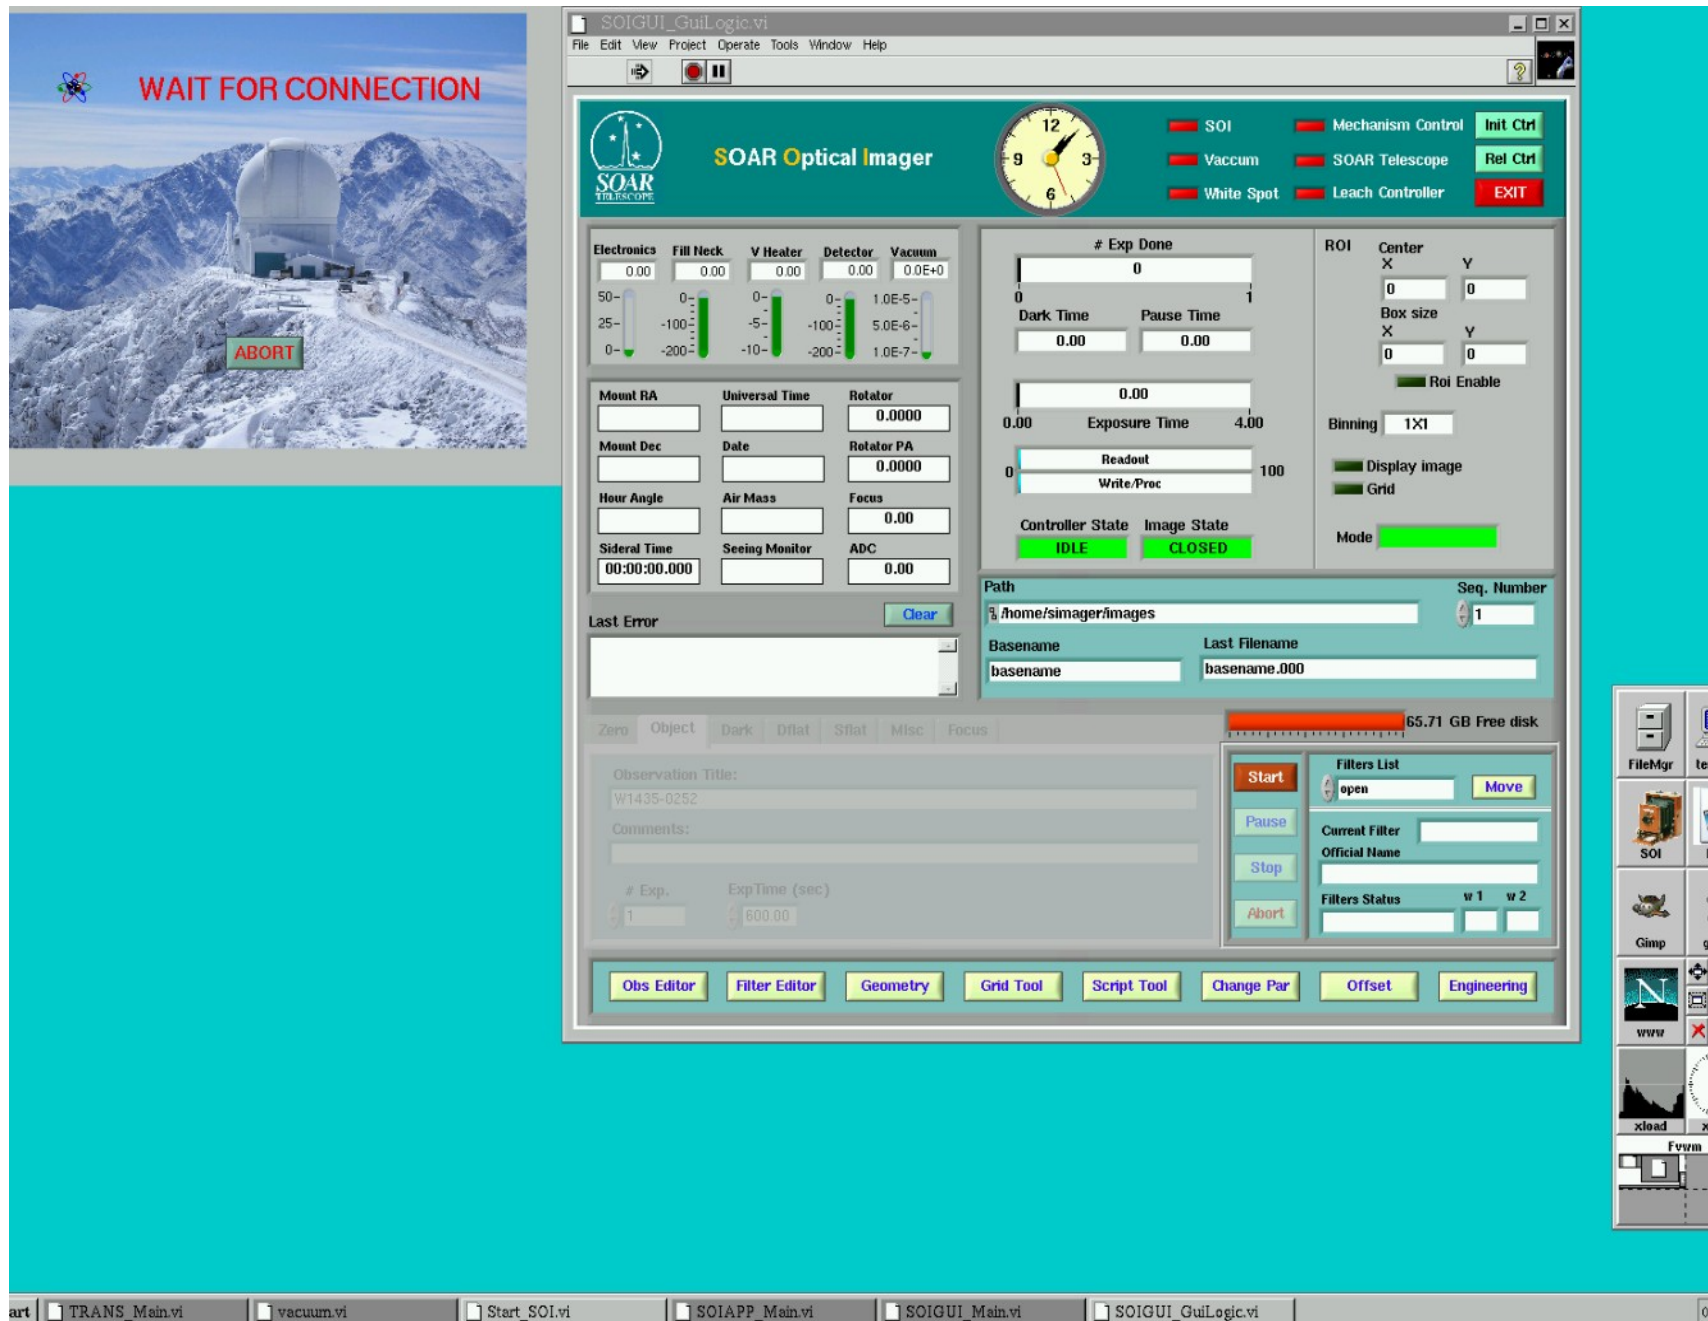 WAIT FOR CONNECTION
ABORT
SOIGUI_GuiLogic.vi
File Edit View Project Operate Tools Window Help
SOAR
TELESCOPE
SOAR Optical Imager
12
9 3
6
SOI Mechanism Control Init Ctrl
Vaccum SOAR Telescope Rel Ctrl
White Spot Leach Controller EXIT
Electronics Fill Neck V Heater Detector Vacuum
0.00 0.00 0.00 0.00 0.0E+0
50- 0- 0- 0- 1.0E-5-
25- -100- -5- -100- 5.0E-6-
0- -200- -10- -200- 1.0E-7-
Mount RA Universal Time Rotator
0.0000
Mount Dec Date Rotator PA
0.0000
Hour Angle Air Mass Focus
0.00
Sideral Time Seeing Monitor ADC
00:00:00.000 0.00
Last Error Clear
# Exp Done
0
0 1
Dark Time Pause Time
0.00 0.00
0.00
0.00 Exposure Time 4.00
Readout
0 100
Write/Proc
Controller State Image State
IDLE CLOSED
ROI Center
X Y
0 0
Box size
X Y
0 0
Roi Enable
Binning 1X1
Display image
Grid
Mode
Path Seq. Number
/home/simager/images 1
Basename Last Filename
basename basename.000
65.71 GB Free disk
Zero Object Dark Dflat Sflat Misc Focus
Observation Title:
W1435-0252
Comments:
# Exp. ExpTime (sec)
1 600.00
Start
Pause
Stop
Abort
Filters List
open Move
Current Filter
Official Name
Filters Status w 1 w 2
Obs Editor Filter Editor Geometry Grid Tool Script Tool Change Par Offset Engineering
FileMgr
SOI
Gimp
N
www
xload
Fvwm
art TRANS_Main.vi vacuum.vi Start_SOI.vi SOIAPP_Main.vi SOIGUI_Main.vi SOIGUI_GuiLogic.vi